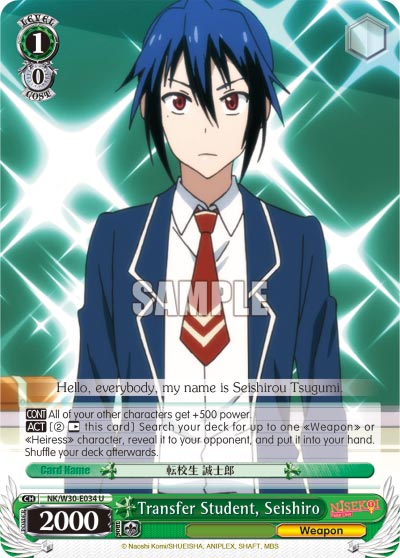 LEVEL
1
0
COST
SAMPLE
Hello, everybody, my name is Seishirou Tsugumi.
CONT All of your other characters get +500 power.
ACT [② this card] Search your deck for up to one «Weapon» or
«Heiress» character, reveal it to your opponent, and put it into your hand.
Shuffle your deck afterwards.
Card Name 転校生 誠士郎
CH NK/W30-E034 U
POWER 2000 Transfer Student, Seishiro NISEKOI
Weapon
© Naoshi Komi/SHUEISHA, ANIPLEX, SHAFT, MBS